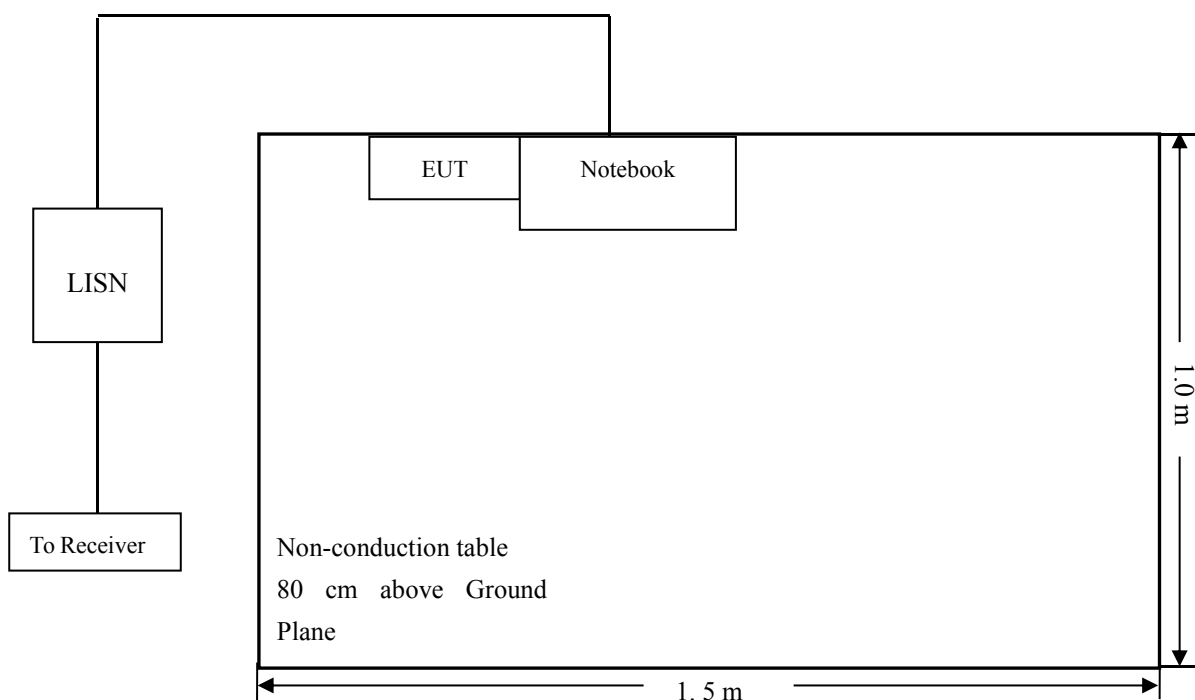 EUT
Notebook
LISN
1.0 m
To Receiver
Non-conduction table
80 cm above Ground
Plane
1. 5 m